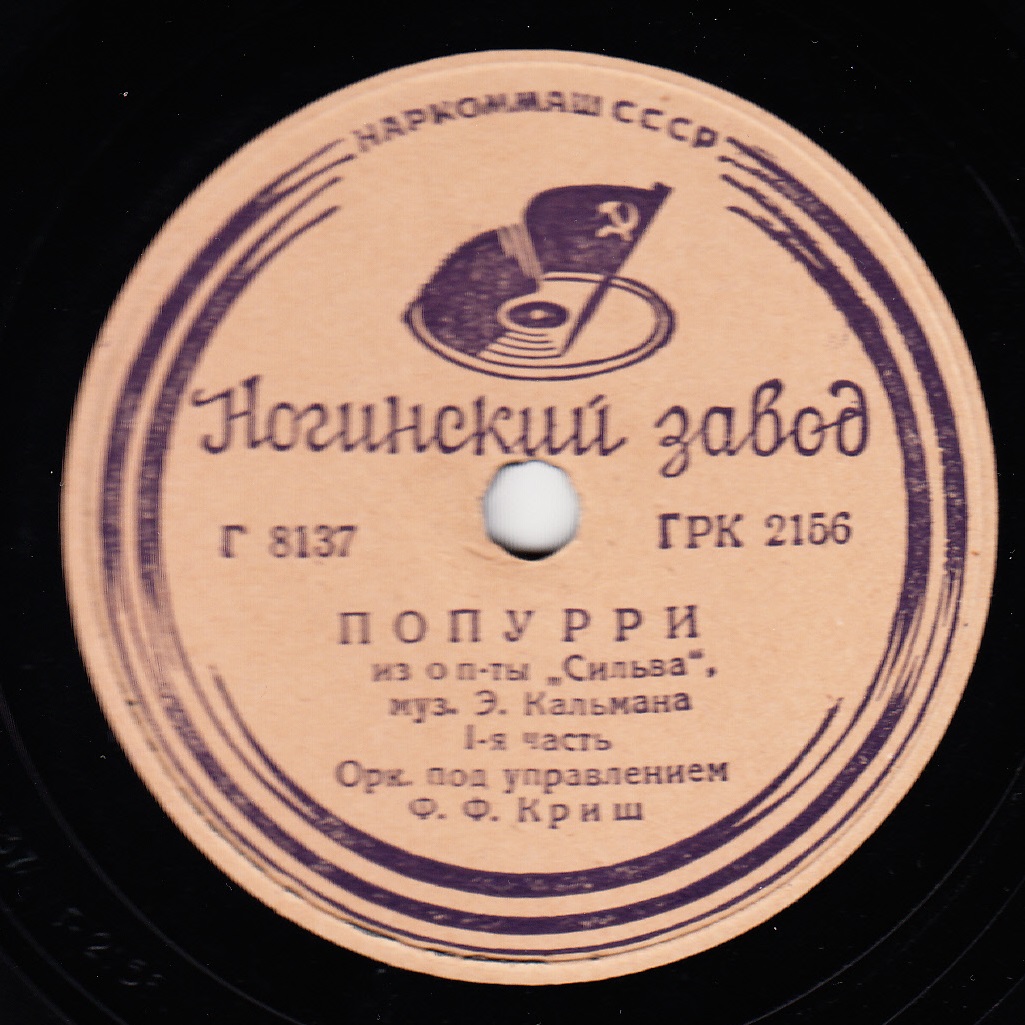 НАРКОММАШ СССР
Ногинский завод
Г 8137
ГРК 2156
ПОПУРРИ
из оп-ты „Сильва“,
муз. Э. Кальмана
I-я часть
Орк. под управлением
Ф. Ф. Криш